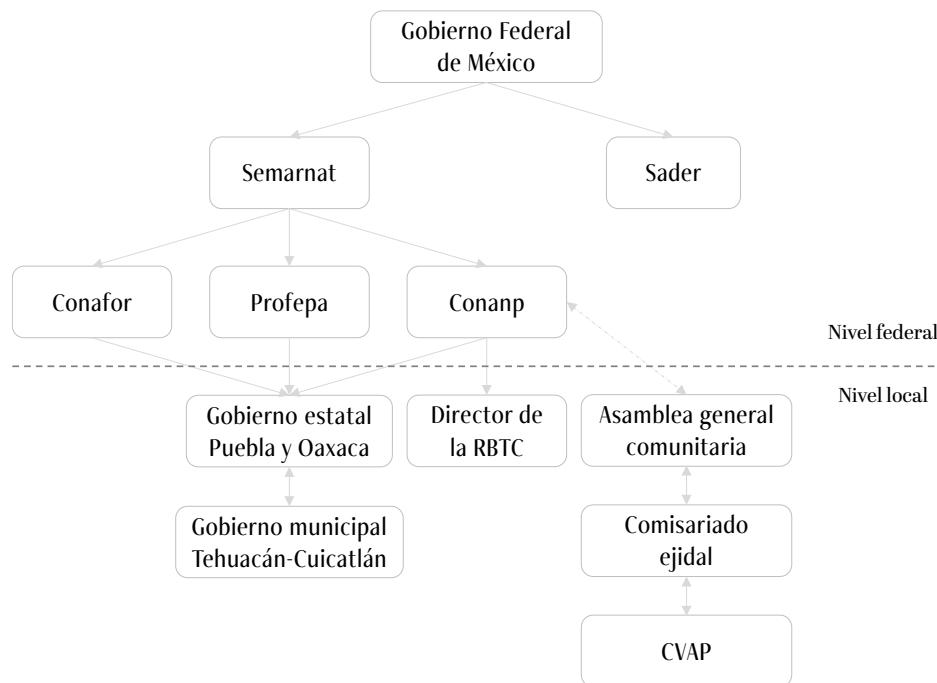 Gobierno Federal
de México
Semarnat
Sader
Conafor
Profepa
Conanp
Nivel federal
Nivel local
Gobierno estatal
Puebla y Oaxaca
Director de
la RBTC
Asamblea general
comunitaria
Gobierno municipal
Tehuacán-Cuicatlán
Comisariado
ejidal
CVAP